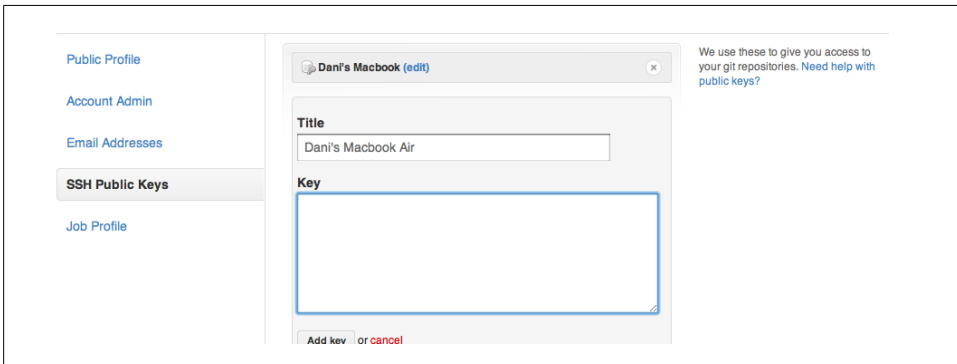 Public Profile
Account Admin
Email Addresses
SSH Public Keys
Job Profile
Dani's Macbook (edit)
Title
Dani's Macbook Air
Key
Add key or cancel
We use these to give you access to
your git repositories. Need help with
public keys?